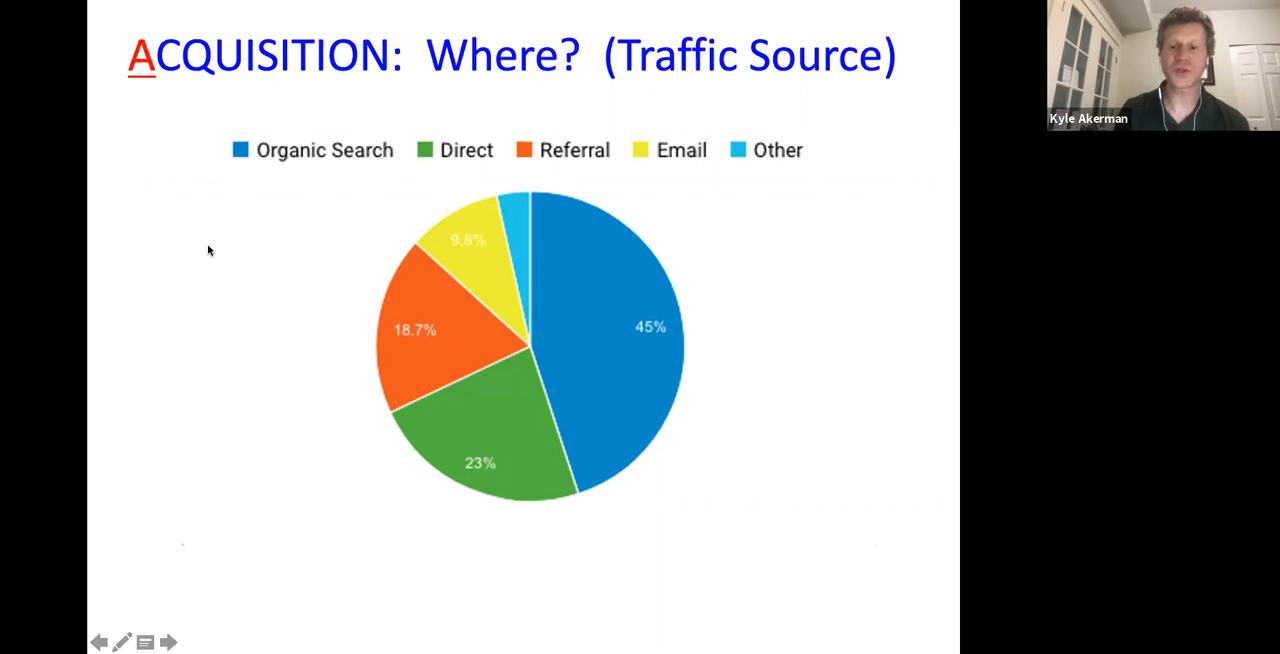 ACQUISITION: Where? (Traffic Source)
Kyle Akerman
Organic Search Direct Referral Email Other
9.8%
45%
18.7%
23%